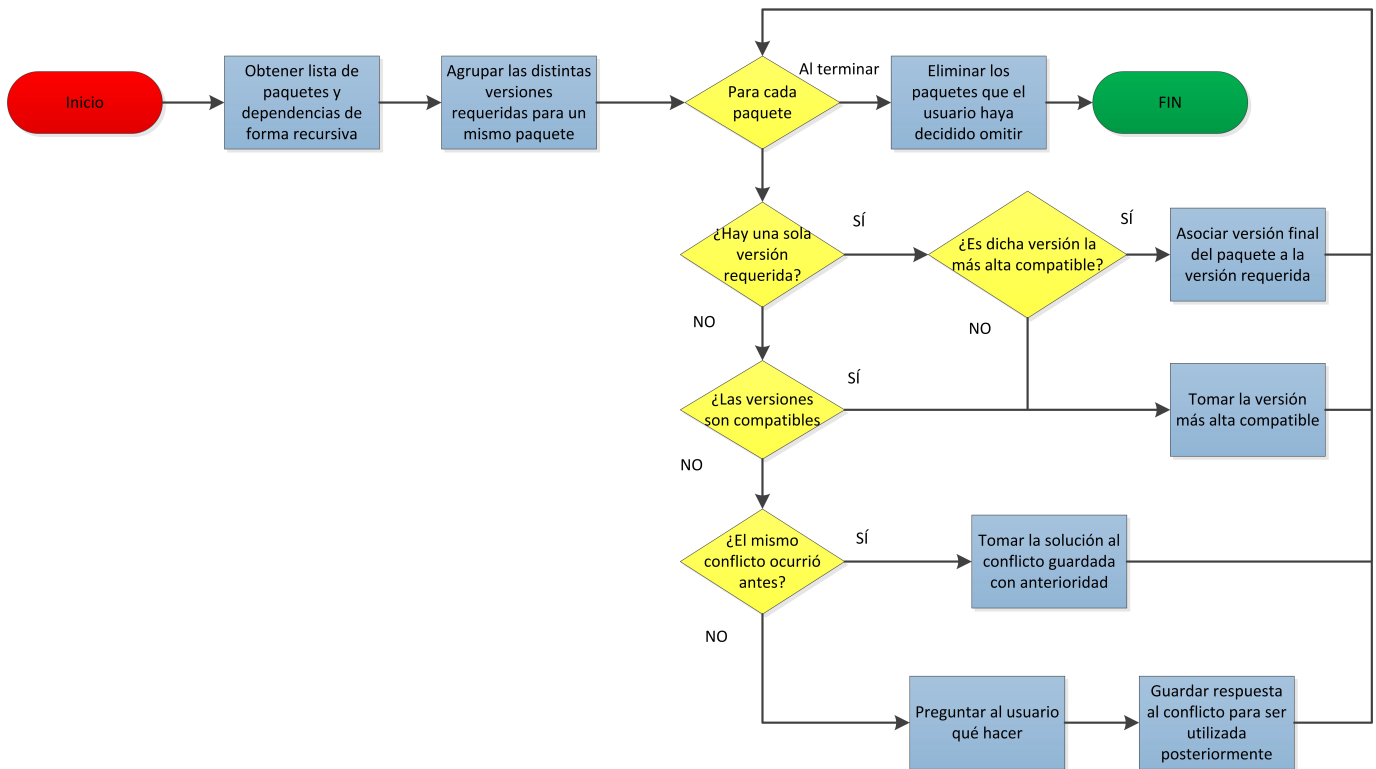 Inicio
Obtener lista de
paquetes y
dependencias de
forma recursiva
Agrupar las distintas
versiones
requeridas para un
mismo paquete
Para cada
paquete
Al terminar
Eliminar los
paquetes que el
usuario haya
decidido omitir
FIN
¿Hay una sola
versión
requerida?
SÍ
¿Es dicha versión la
más alta compatible?
SÍ
Asociar versión final
del paquete a la
versión requerida
NO
NO
¿Las versiones
son compatibles
SÍ
Tomar la versión
más alta compatible
NO
¿El mismo
conflicto ocurrió
antes?
SÍ
Tomar la solución al
conflicto guardada
con anterioridad
NO
Preguntar al usuario
qué hacer
Guardar respuesta
al conflicto para ser
utilizada
posteriormente